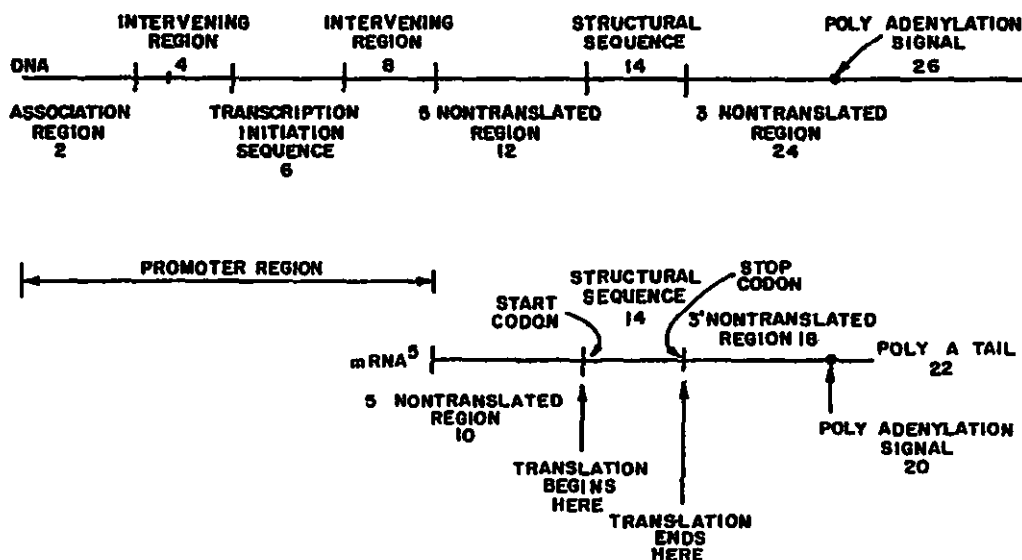 INTERVENING
REGION
4
INTERVENING
REGION
8
STRUCTURAL
SEQUENCE
14
POLY ADENYLATION
SIGNAL
26
DNA
ASSOCIATION
REGION
2
TRANSCRIPTION
INITIATION
SEQUENCE
6
5 NONTRANSLATED
REGION
12
3 NONTRANSLATED
REGION
24
PROMOTER REGION
START
CODON
STRUCTURAL
SEQUENCE
14
STOP
CODON
3' NONTRANSLATED
REGION 18
mRNA5
POLY A TAIL
22
5 NONTRANSLATED
REGION
10
TRANSLATION
BEGINS
HERE
TRANSLATION
ENDS
HERE
POLY ADENYLATION
SIGNAL
20